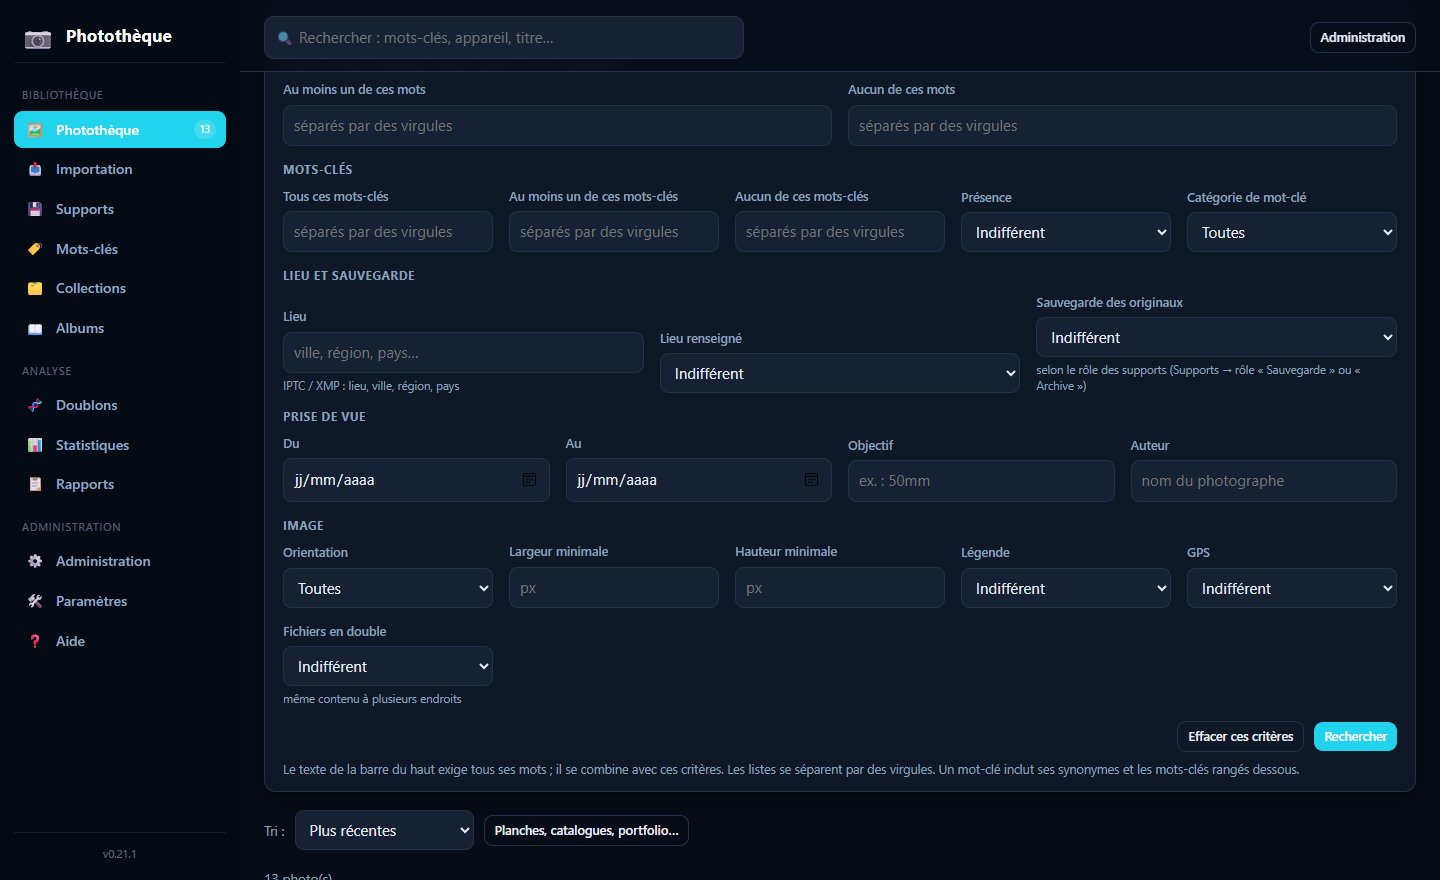 Photothèque
Rechercher : mots-clés, appareil, titre...
Administration
BIBLIOTHÈQUE
Photothèque 13
Importation
Supports
Mots-clés
Collections
Albums
ANALYSE
Doublons
Statistiques
Rapports
ADMINISTRATION
Administration
Paramètres
Aide
v0.21.1
Au moins un de ces mots
Aucun de ces mots
séparés par des virgules
séparés par des virgules
MOTS-CLÉS
Tous ces mots-clés
Au moins un de ces mots-clés
Aucun de ces mots-clés
Présence
Catégorie de mot-clé
séparés par des virgules
séparés par des virgules
séparés par des virgules
Indifférent
Toutes
LIEU ET SAUVEGARDE
Lieu
ville, région, pays...
IPTC / XMP : lieu, ville, région, pays
Lieu renseigné
Indifférent
Sauvegarde des originaux
Indifférent
selon le rôle des supports (Supports → rôle « Sauvegarde » ou «
Archive »)
PRISE DE VUE
Du
Au
Objectif
Auteur
jj/mm/aaaa
jj/mm/aaaa
ex. : 50mm
nom du photographe
IMAGE
Orientation
Largeur minimale
Hauteur minimale
Légende
GPS
Toutes
px
px
Indifférent
Indifférent
Fichiers en double
Indifférent
même contenu à plusieurs endroits
Effacer ces critères
Rechercher
Le texte de la barre du haut exige tous ses mots ; il se combine avec ces critères. Les listes se séparent par des virgules. Un mot-clé inclut ses synonymes et les mots-clés rangés dessous.
Tri :
Plus récentes
Planches, catalogues, portfolio...
13 photo(s)